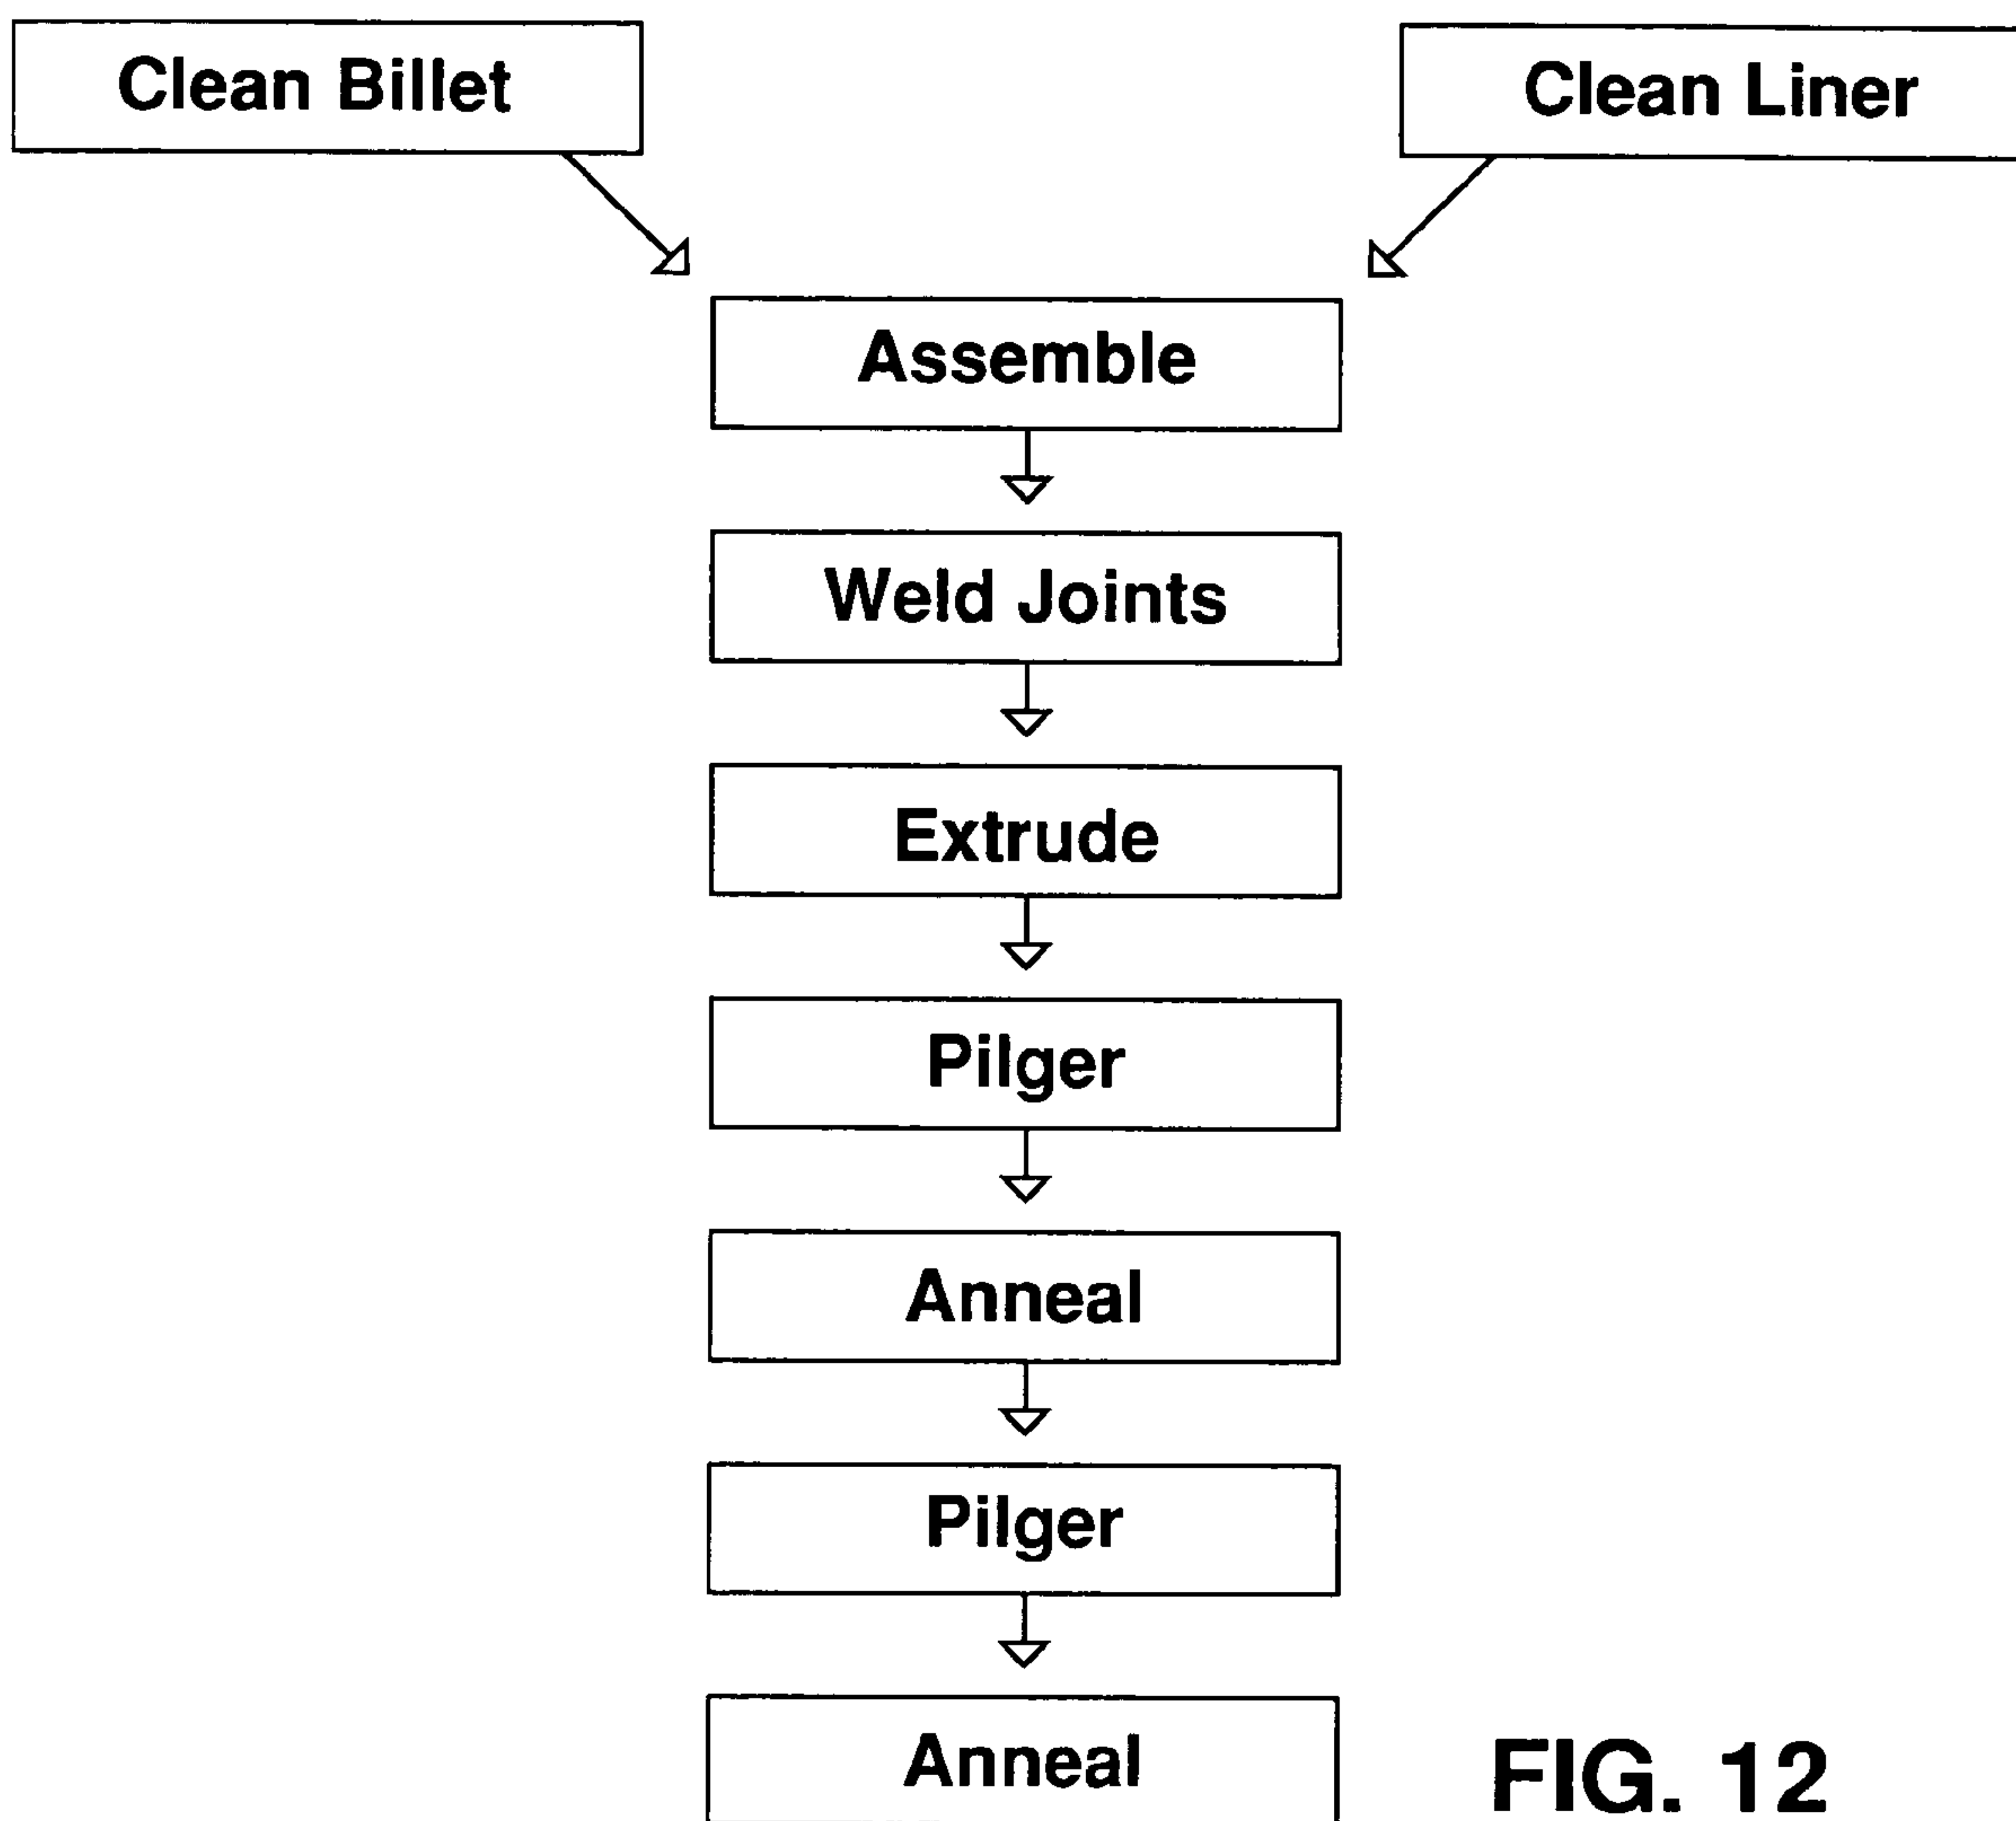 Clean Billet
Clean Liner
Assemble
Weld Joints
Extrude
Pilger
Anneal
Pilger
Anneal
FIG. 12